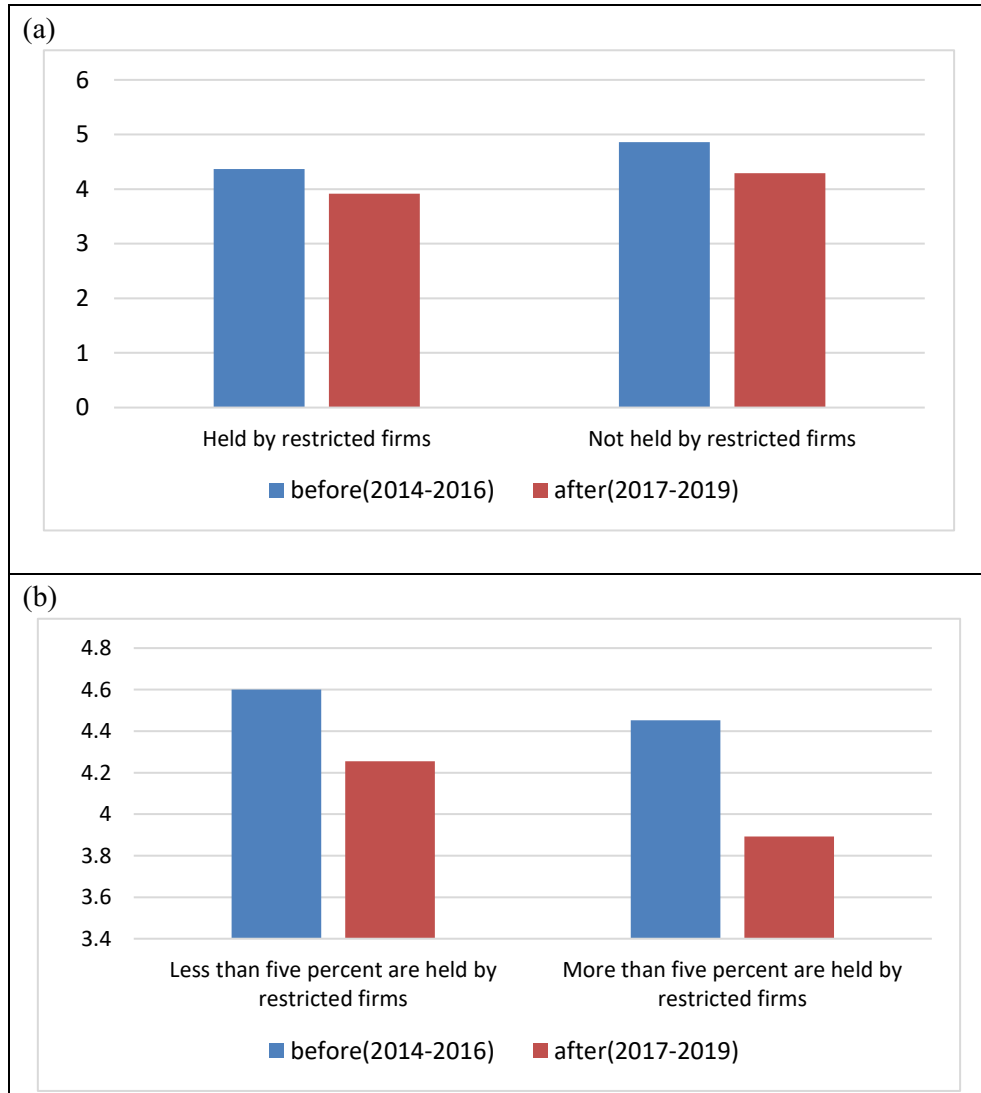 (a)
6
5
4
3
2
1
0
Held by restricted firms
Not held by restricted firms
before(2014-2016)
after(2017-2019)
(b)
4.8
4.6
4.4
4.2
4
3.8
3.6
3.4
Less than five percent are held by
restricted firms
More than five percent are held by
restricted firms
before(2014-2016)
after(2017-2019)